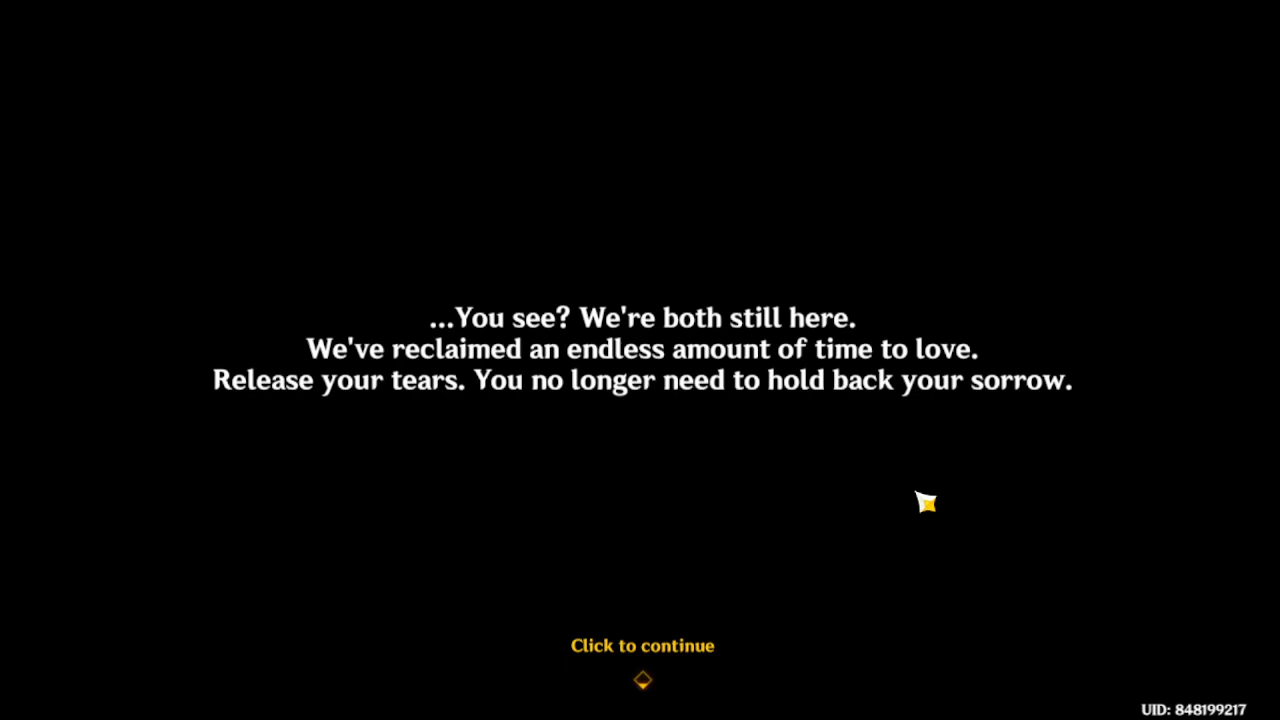 ...You see? We're both still here.
We've reclaimed an endless amount of time to love.
Release your tears. You no longer need to hold back your sorrow.
Click to continue
UID: 848199217